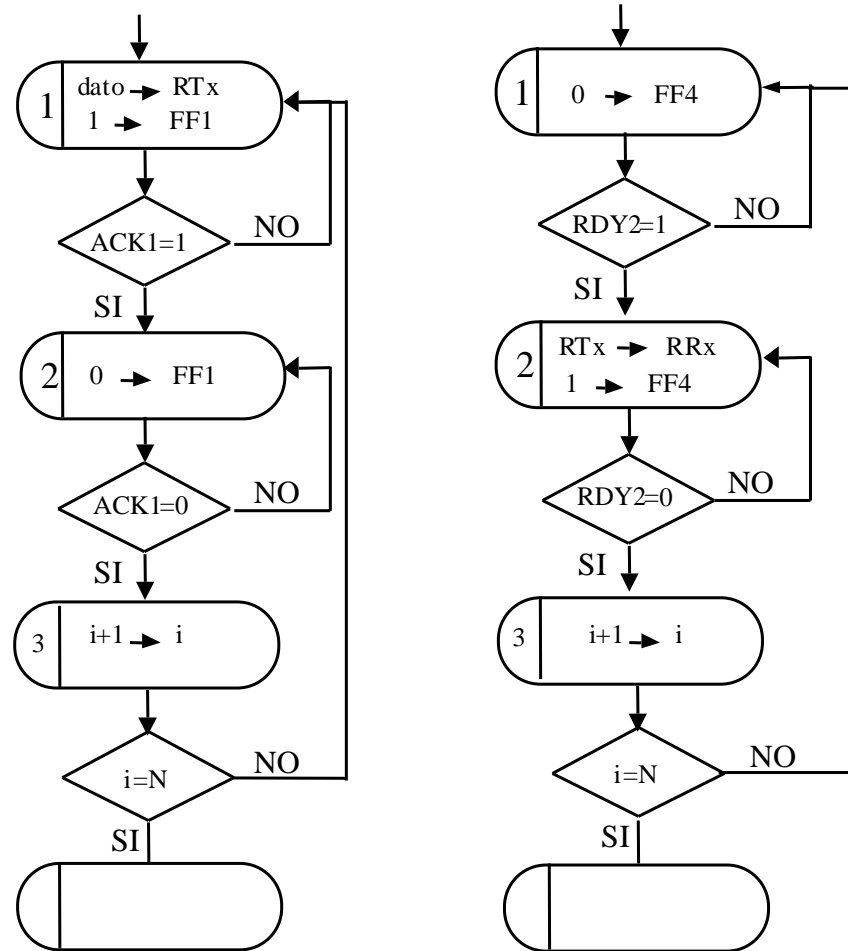 1
dato → RTx
1 → FF1
ACK1=1
NO
SI
2
0 → FF1
ACK1=0
NO
SI
3
i+1 → i
i=N
NO
SI
1
0 → FF4
RDY2=1
NO
SI
2
RTx → RRx
1 → FF4
RDY2=0
NO
SI
3
i+1 → i
i=N
NO
SI